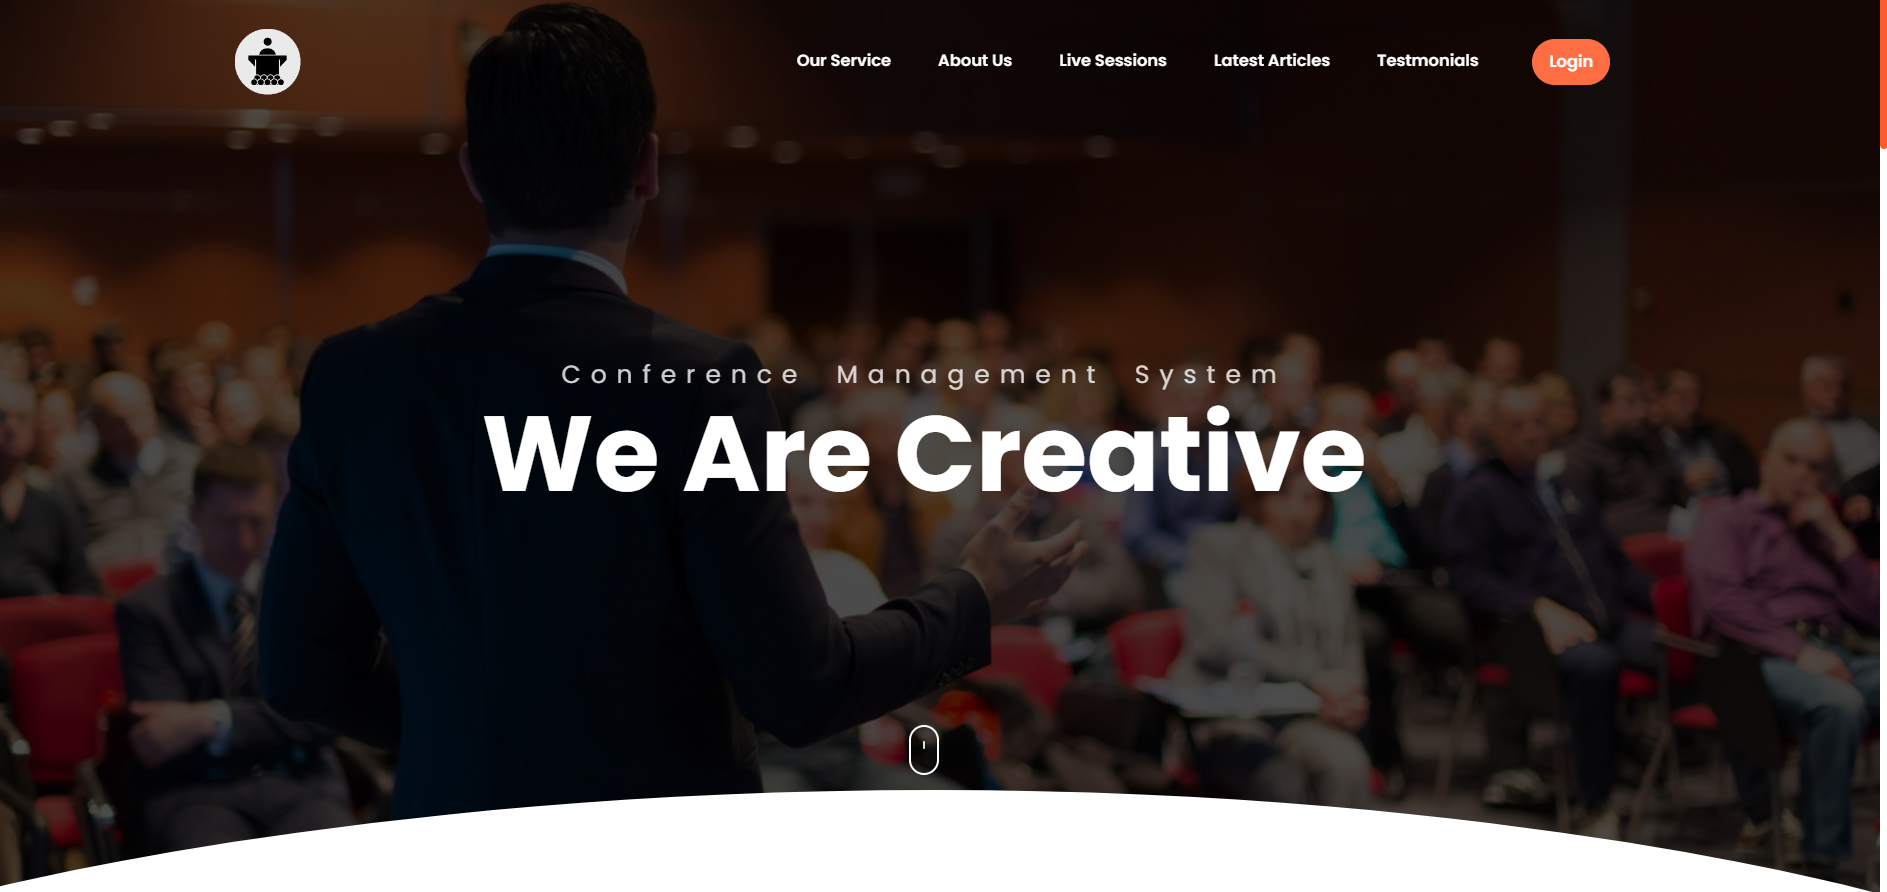 Our Service
About Us
Live Sessions
Latest Articles
Testmonials
Login
Conference Management System
We Are Creative